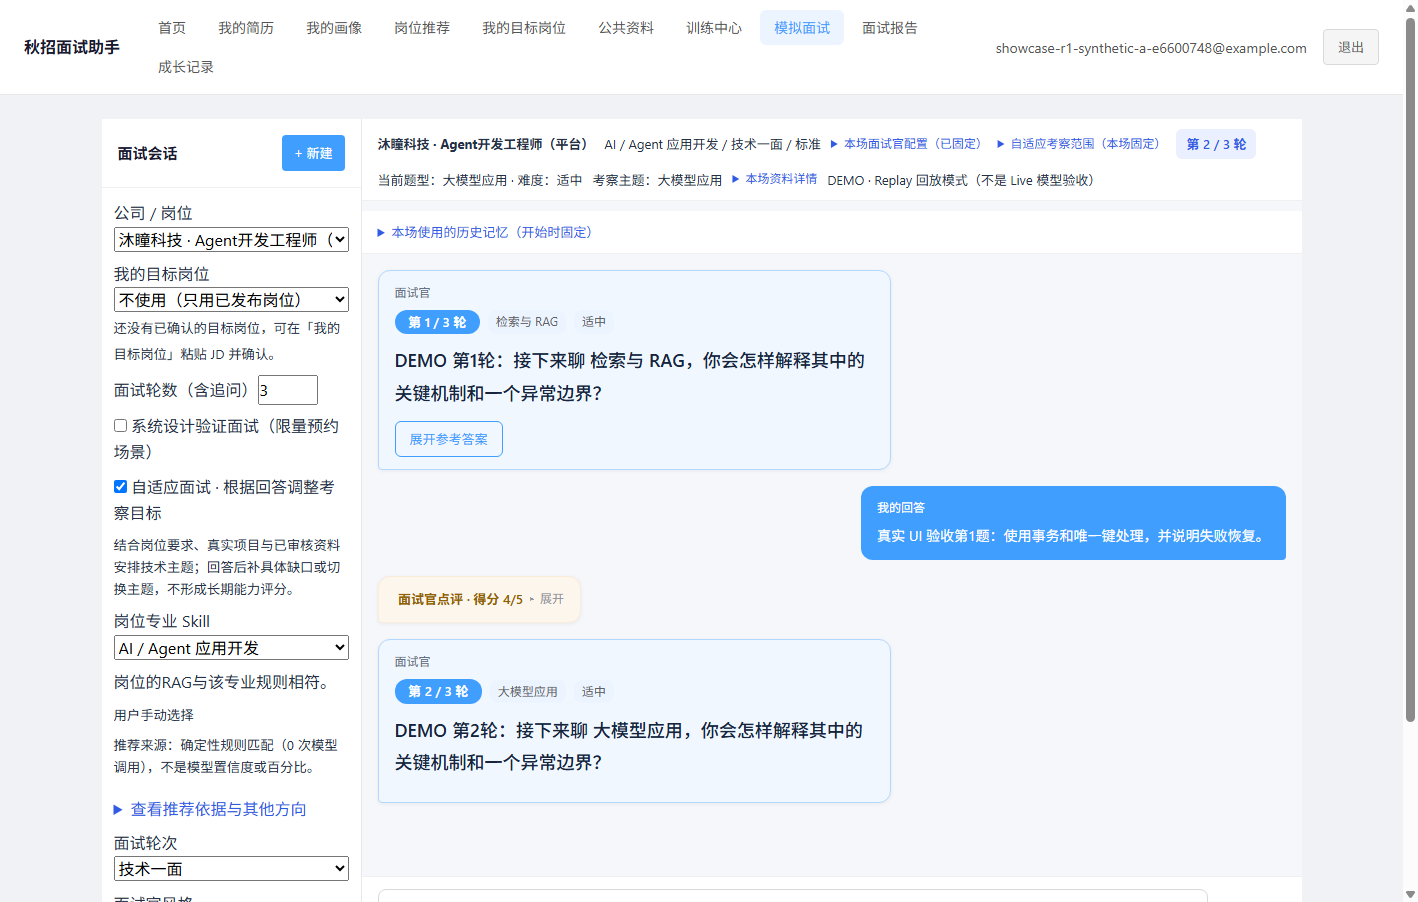 秋招面试助手
首页 我的简历 我的画像 岗位推荐 我的目标岗位 公共资料 训练中心 模拟面试 面试报告
成长记录
showcase-r1-synthetic-a-e6600748@example.com 退出
面试会话 + 新建
公司 / 岗位
沐瞳科技 · Agent开发工程师（
我的目标岗位
不使用（只用已发布岗位）
还没有已确认的目标岗位，可在「我的
目标岗位」粘贴 JD 并确认。
面试轮数（含追问） 3
系统设计验证面试（限量预约
场景）
自适应面试 · 根据回答调整考
察目标
结合岗位要求、真实项目与已审核资料
安排技术主题；回答后补具体缺口或切
换主题，不形成长期能力评分。
岗位专业 Skill
AI / Agent 应用开发
岗位的RAG与该专业规则相符。
用户手动选择
推荐来源：确定性规则匹配（0 次模型
调用），不是模型置信度或百分比。
▶ 查看推荐依据与其他方向
面试轮次
技术一面
沐瞳科技 · Agent开发工程师（平台） AI / Agent 应用开发 / 技术一面 / 标准 ▶ 本场面试官配置（已固定） ▶ 自适应考察范围（本场固定） 第 2 / 3 轮
当前题型：大模型应用 · 难度：适中 考察主题：大模型应用 ▶ 本场资料详情 DEMO · Replay 回放模式（不是 Live 模型验收）
▶ 本场使用的历史记忆（开始时固定）
面试官
第 1 / 3 轮 检索与 RAG 适中
DEMO 第1轮：接下来聊 检索与 RAG，你会怎样解释其中的
关键机制和一个异常边界？
展开参考答案
我的回答
真实 UI 验收第1题：使用事务和唯一键处理，并说明失败恢复。
面试官点评 · 得分 4/5 ▸ 展开
面试官
第 2 / 3 轮 大模型应用 适中
DEMO 第2轮：接下来聊 大模型应用，你会怎样解释其中的
关键机制和一个异常边界？